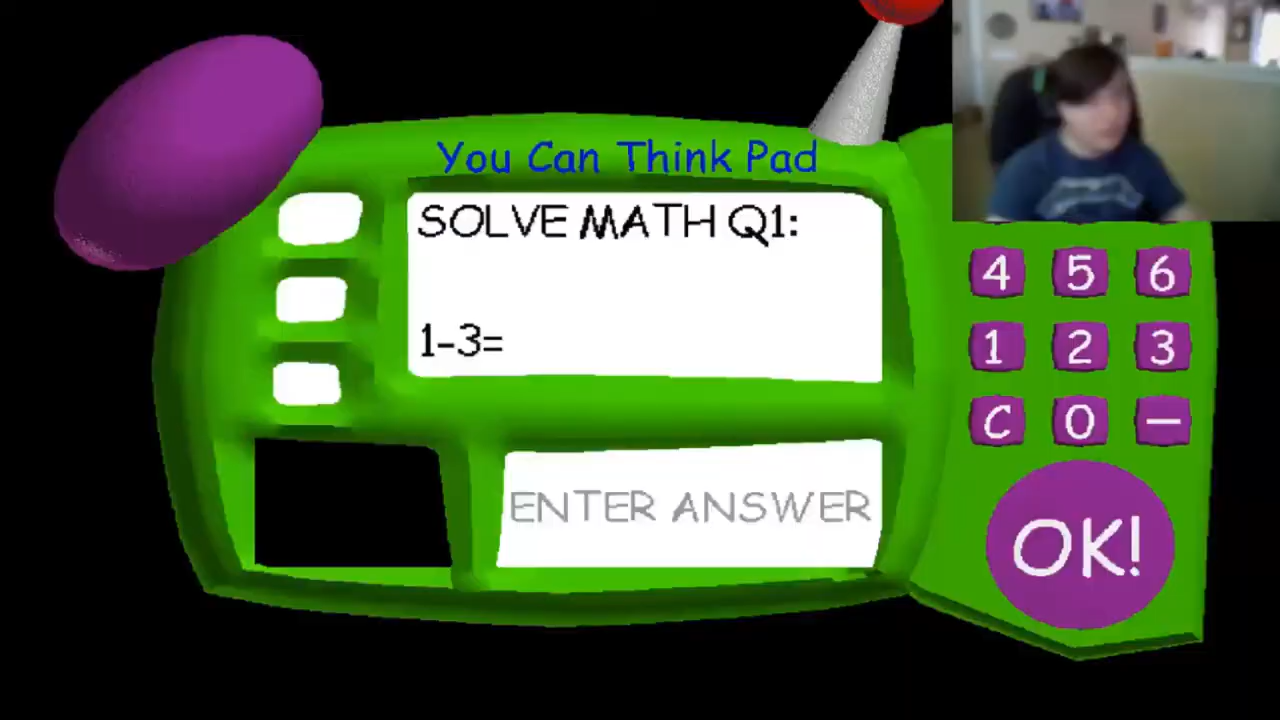 You Can Think Pad
SOLVE MATH Q1:
1-3=
ENTER ANSWER
4 5 6
1 2 3
C 0 -
OK!